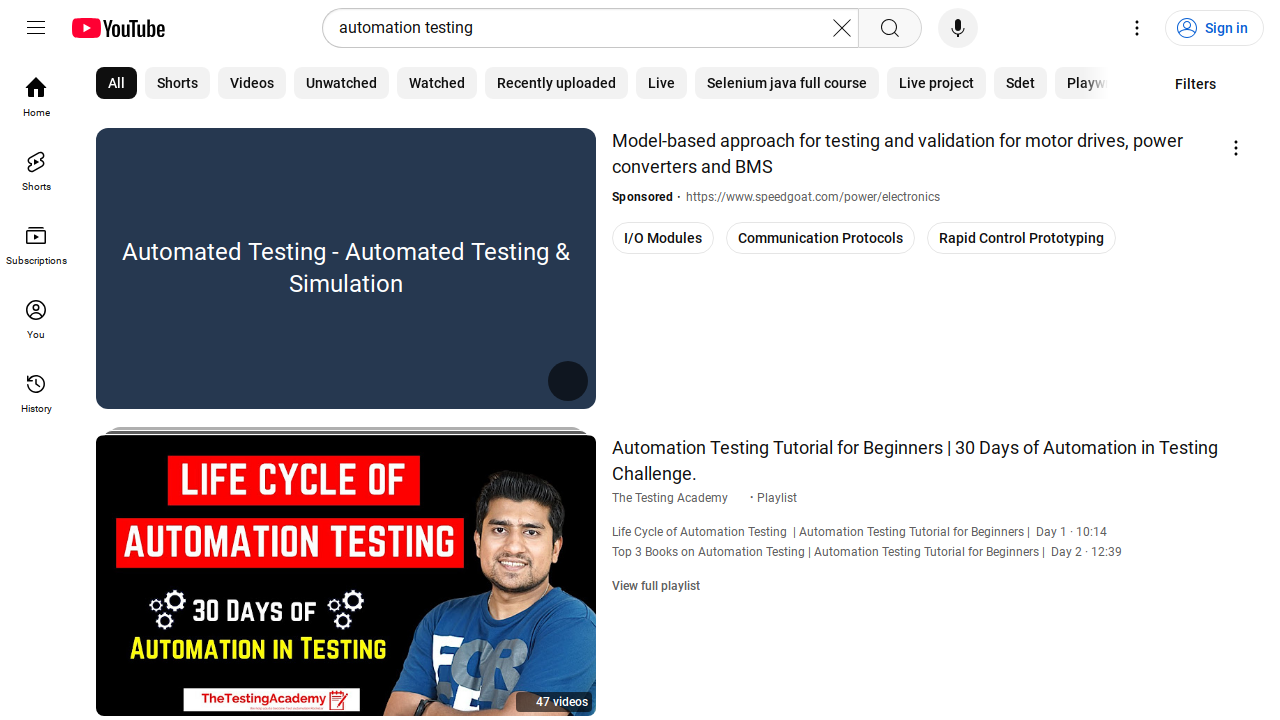 YouTube
automation testing
Sign in
All
Shorts
Videos
Unwatched
Watched
Recently uploaded
Live
Selenium java full course
Live project
Sdet
Filters
Home
Shorts
Subscriptions
You
History
Automated Testing - Automated Testing &
Simulation
Model-based approach for testing and validation for motor drives, power
converters and BMS
Sponsored · https://www.speedgoat.com/power/electronics
I/O Modules
Communication Protocols
Rapid Control Prototyping
LIFE CYCLE OF
AUTOMATION TESTING
30 DAYS OF
AUTOMATION IN TESTING
TheTestingAcademy
FOR
47 videos
Automation Testing Tutorial for Beginners | 30 Days of Automation in Testing
Challenge.
The Testing Academy · Playlist
Life Cycle of Automation Testing | Automation Testing Tutorial for Beginners | Day 1 · 10:14
Top 3 Books on Automation Testing | Automation Testing Tutorial for Beginners | Day 2 · 12:39
View full playlist